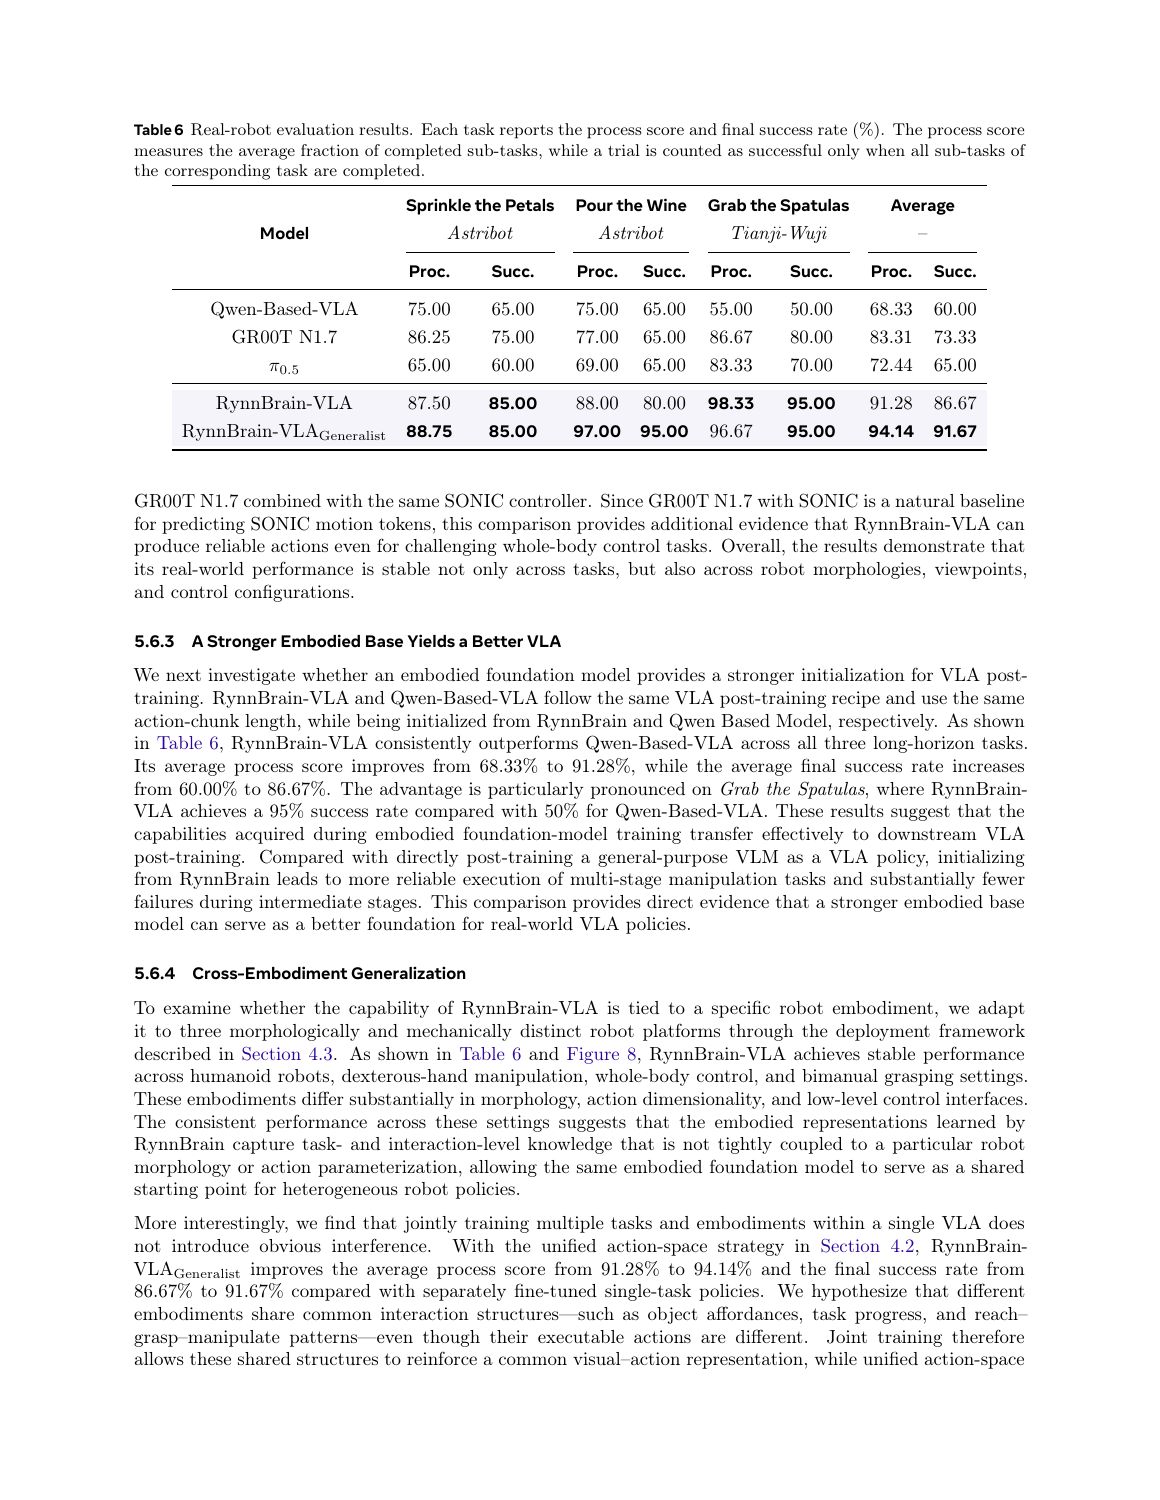 Table 6 Real-robot evaluation results. Each task reports the process score and final success rate (%). The process score
measures the average fraction of completed sub-tasks, while a trial is counted as successful only when all sub-tasks of
the corresponding task are completed.
Model Sprinkle the Petals Pour the Wine Grab the Spatulas Average
Astribot Astribot Tianji-Wuji –
Proc. Succ. Proc. Succ. Proc. Succ. Proc. Succ.
Qwen-Based-VLA 75.00 65.00 75.00 65.00 55.00 50.00 68.33 60.00
GR00T N1.7 86.25 75.00 77.00 65.00 86.67 80.00 83.31 73.33
π0.5 65.00 60.00 69.00 65.00 83.33 70.00 72.44 65.00
RynnBrain-VLA 87.50 85.00 88.00 80.00 98.33 95.00 91.28 86.67
RynnBrain-VLAGeneralist 88.75 85.00 97.00 95.00 96.67 95.00 94.14 91.67
GR00T N1.7 combined with the same SONIC controller. Since GR00T N1.7 with SONIC is a natural baseline
for predicting SONIC motion tokens, this comparison provides additional evidence that RynnBrain-VLA can
produce reliable actions even for challenging whole-body control tasks. Overall, the results demonstrate that
its real-world performance is stable not only across tasks, but also across robot morphologies, viewpoints,
and control configurations.
5.6.3 A Stronger Embodied Base Yields a Better VLA
We next investigate whether an embodied foundation model provides a stronger initialization for VLA post-
training. RynnBrain-VLA and Qwen-Based-VLA follow the same VLA post-training recipe and use the same
action-chunk length, while being initialized from RynnBrain and Qwen Based Model, respectively. As shown
in Table 6, RynnBrain-VLA consistently outperforms Qwen-Based-VLA across all three long-horizon tasks.
Its average process score improves from 68.33% to 91.28%, while the average final success rate increases
from 60.00% to 86.67%. The advantage is particularly pronounced on Grab the Spatulas, where RynnBrain-
VLA achieves a 95% success rate compared with 50% for Qwen-Based-VLA. These results suggest that the
capabilities acquired during embodied foundation-model training transfer effectively to downstream VLA
post-training. Compared with directly post-training a general-purpose VLM as a VLA policy, initializing
from RynnBrain leads to more reliable execution of multi-stage manipulation tasks and substantially fewer
failures during intermediate stages. This comparison provides direct evidence that a stronger embodied base
model can serve as a better foundation for real-world VLA policies.
5.6.4 Cross-Embodiment Generalization
To examine whether the capability of RynnBrain-VLA is tied to a specific robot embodiment, we adapt
it to three morphologically and mechanically distinct robot platforms through the deployment framework
described in Section 4.3. As shown in Table 6 and Figure 8, RynnBrain-VLA achieves stable performance
across humanoid robots, dexterous-hand manipulation, whole-body control, and bimanual grasping settings.
These embodiments differ substantially in morphology, action dimensionality, and low-level control interfaces.
The consistent performance across these settings suggests that the embodied representations learned by
RynnBrain capture task- and interaction-level knowledge that is not tightly coupled to a particular robot
morphology or action parameterization, allowing the same embodied foundation model to serve as a shared
starting point for heterogeneous robot policies.
More interestingly, we find that jointly training multiple tasks and embodiments within a single VLA does
not introduce obvious interference. With the unified action-space strategy in Section 4.2, RynnBrain-
VLAGeneralist improves the average process score from 91.28% to 94.14% and the final success rate from
86.67% to 91.67% compared with separately fine-tuned single-task policies. We hypothesize that different
embodiments share common interaction structures—such as object affordances, task progress, and reach–
grasp–manipulate patterns—even though their executable actions are different. Joint training therefore
allows these shared structures to reinforce a common visual–action representation, while unified action-space